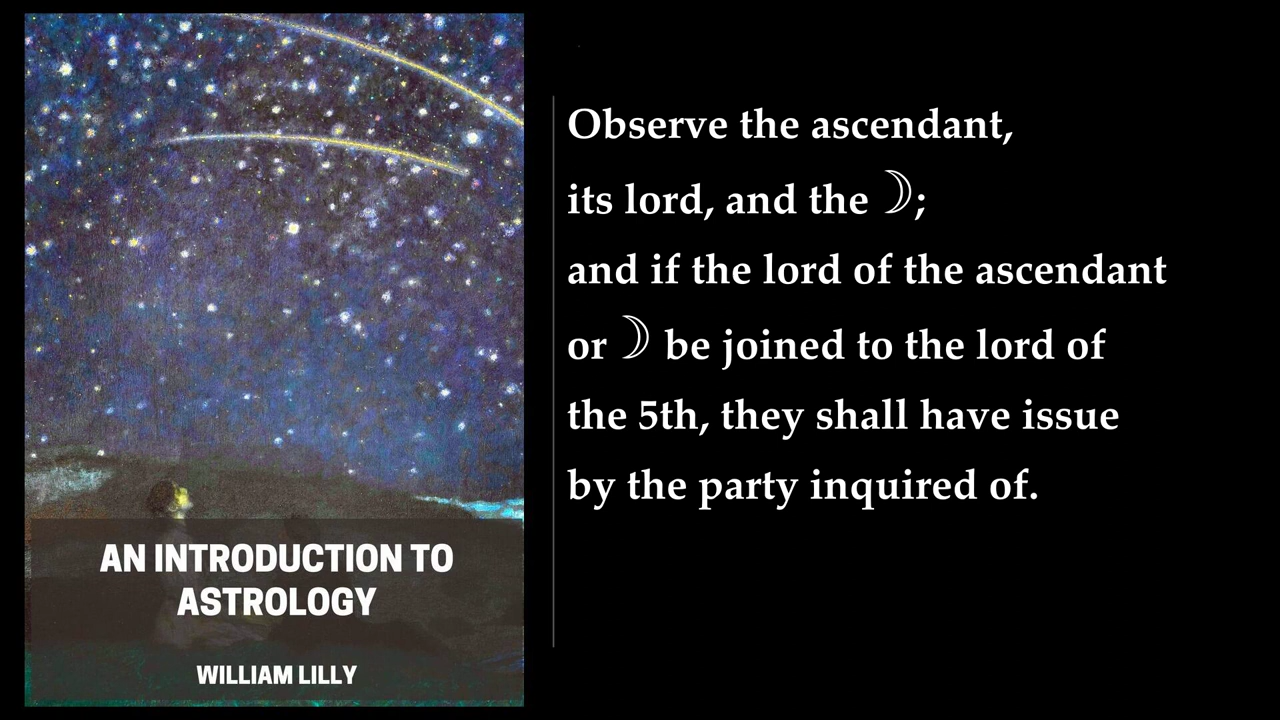 AN INTRODUCTION TO
ASTROLOGY
WILLIAM LILLY
Observe the ascendant,
its lord, and the ☽;
and if the lord of the ascendant
or ☽ be joined to the lord of
the 5th, they shall have issue
by the party inquired of.